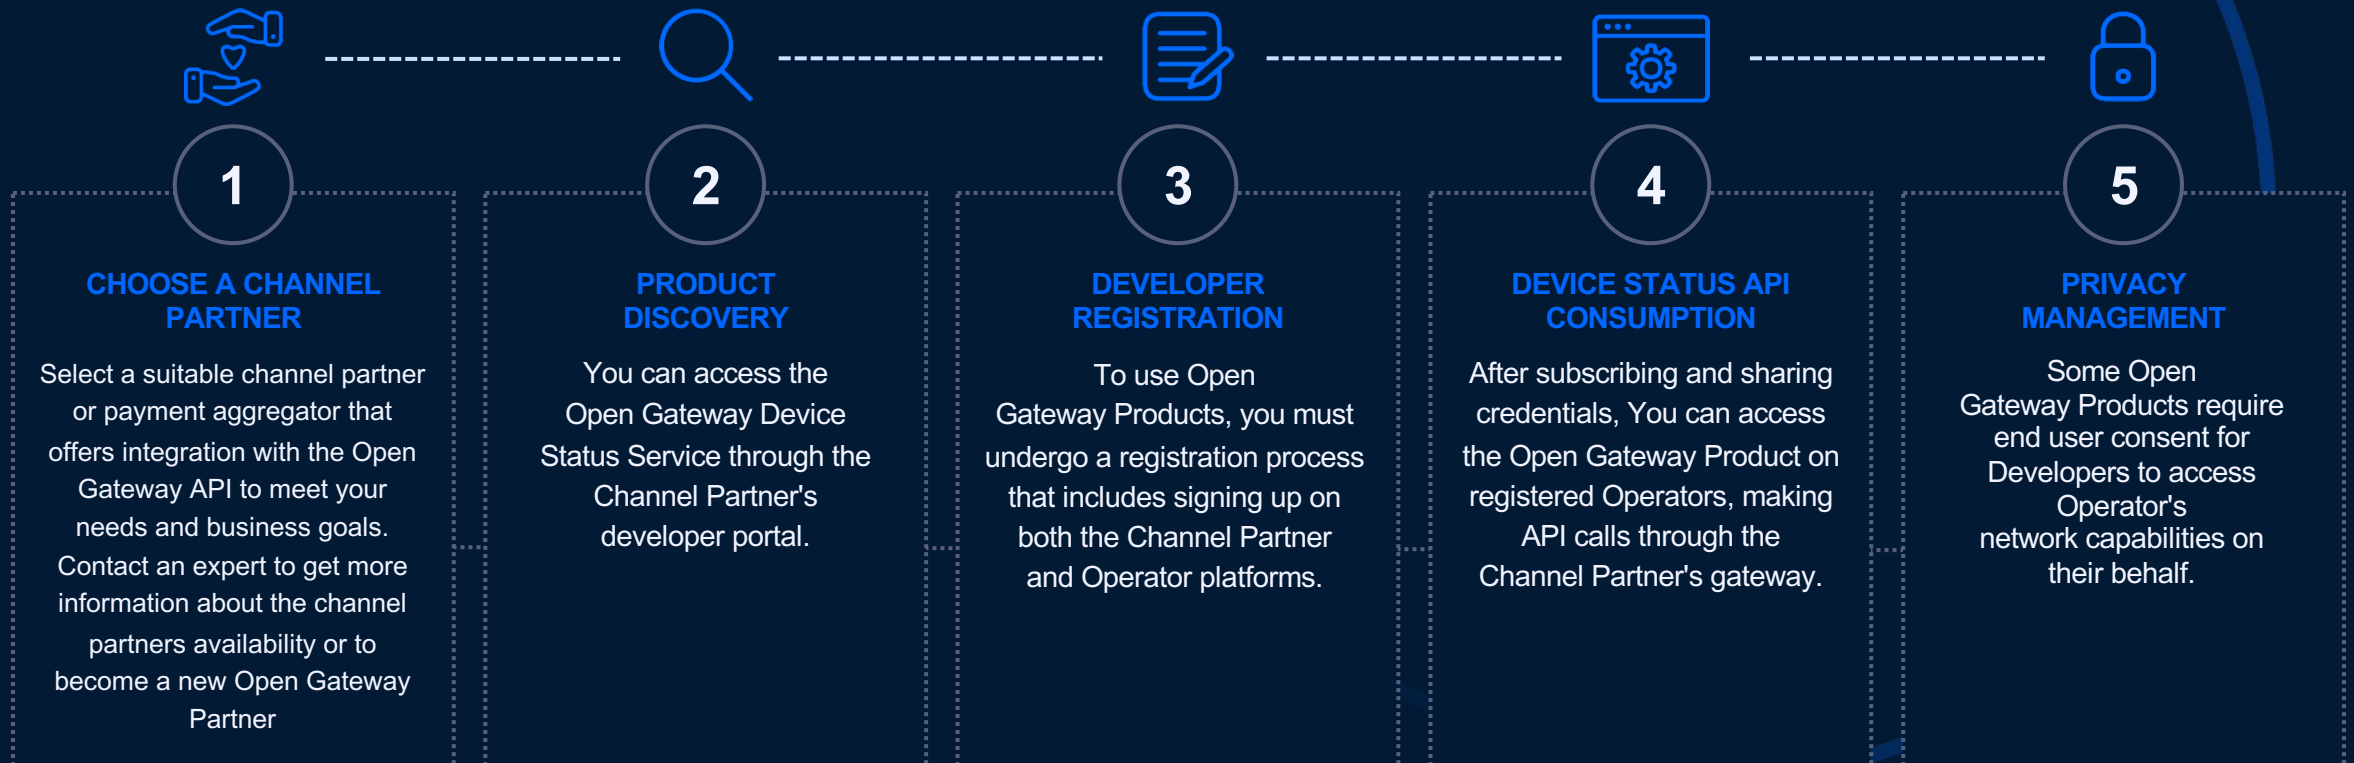 1
CHOOSE A CHANNEL
PARTNER
Select a suitable channel partner
or payment aggregator that
offers integration with the Open
Gateway API to meet your
needs and business goals.
Contact an expert to get more
information about the channel
partners availability or to
become a new Open Gateway
Partner
2
PRODUCT
DISCOVERY
You can access the
Open Gateway Device
Status Service through the
Channel Partner's
developer portal.
3
DEVELOPER
REGISTRATION
To use Open
Gateway Products, you must
undergo a registration process
that includes signing up on
both the Channel Partner
and Operator platforms.
4
DEVICE STATUS API
CONSUMPTION
After subscribing and sharing
credentials, You can access
the Open Gateway Product on
registered Operators, making
API calls through the
Channel Partner's gateway.
5
PRIVACY
MANAGEMENT
Some Open
Gateway Products require
end user consent for
Developers to access
Operator's
network capabilities on
their behalf.